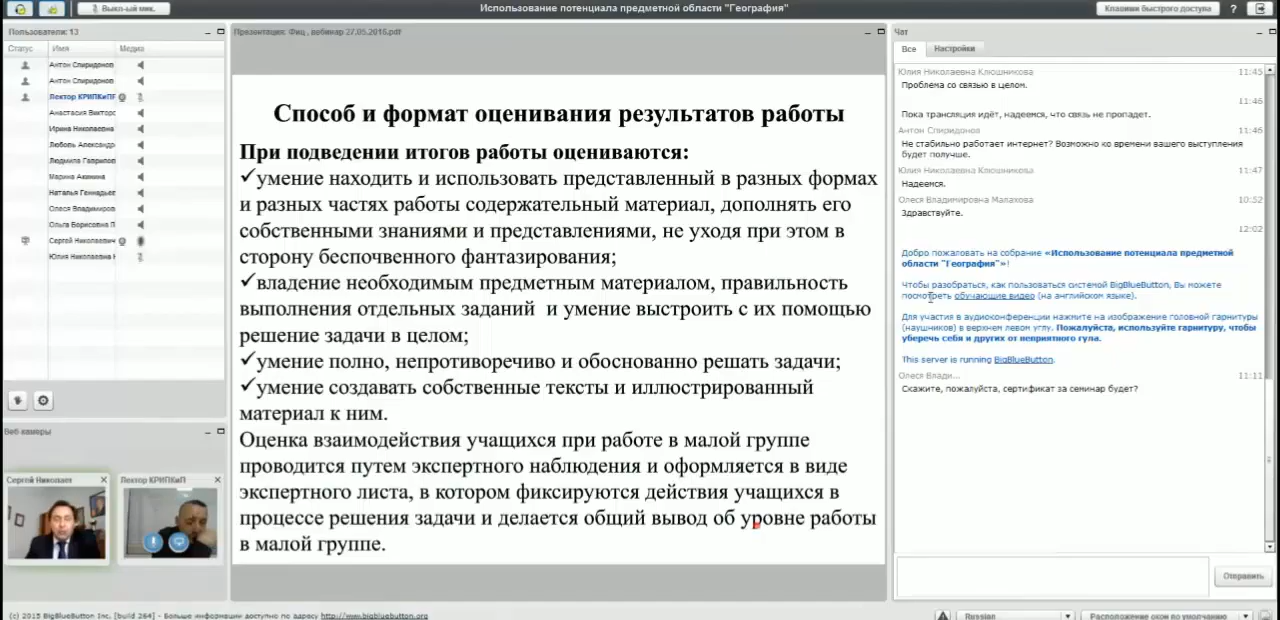 Выкл-ый мик.
Использование потенциала предметной области "География"
Клавиши быстрого доступа
?
Пользователи: 13
Статус Имя Медиа
Антон Спиридонов
Антон Спиридонов
Лектор КРИПКиПР
Анастасия Викторо
Ирина Николаевна
Любовь Александр
Людмила Гаврилов
Марина Акинина
Наталья Геннадьев
Олеся Владимиров
Ольга Борисовна П
Сергей Николаевич
Юлия Николаевна К
Веб камеры
Сергей Николаев
Лектор КРИПКиП
Презентация: Фиц , вебинар 27.05.2016.pdf
Способ и формат оценивания результатов работы
При подведении итогов работы оцениваются:
✓умение находить и использовать представленный в разных формах
и разных частях работы содержательный материал, дополнять его
собственными знаниями и представлениями, не уходя при этом в
сторону беспочвенного фантазирования;
✓владение необходимым предметным материалом, правильность
выполнения отдельных заданий и умение выстроить с их помощью
решение задачи в целом;
✓умение полно, непротиворечиво и обоснованно решать задачи;
✓умение создавать собственные тексты и иллюстрированный
материал к ним.
Оценка взаимодействия учащихся при работе в малой группе
проводится путем экспертного наблюдения и оформляется в виде
экспертного листа, в котором фиксируются действия учащихся в
процессе решения задачи и делается общий вывод об уровне работы
в малой группе.
Чат
Все Настройки
Юлия Николаевна Клюшникова 11:45
Проблема со связью в целом.
11:46
Пока трансляция идёт, надеемся, что связь не пропадет.
Антон Спиридонов 11:46
Не стабильно работает интернет? Возможно ко времени вашего выступления
будет получше.
Юлия Николаевна Клюшникова 11:47
Надеемся.
Олеся Владимировна Малахова 10:52
Здравствуйте.
12:02
Добро пожаловать на собрание «Использование потенциала предметной
области "География"»!
Чтобы разобраться, как пользоваться системой BigBlueButton, Вы можете
посмотреть обучающие видео (на английском языке).
Для участия в аудиоконференции нажмите на изображение головной гарнитуры
(наушников) в верхнем левом углу. Пожалуйста, используйте гарнитуру, чтобы
уберечь себя и других от неприятного гула.
This server is running BigBlueButton.
Олеся Влади... 11:11
Скажите, пожалуйста, сертификат за семинар будет?
Отправить
(c) 2015 BigBlueButton Inc. [build 264] - Больше информации доступно по адресу http://www.bigbluebutton.org
Russian
Расположение окон по умолчанию